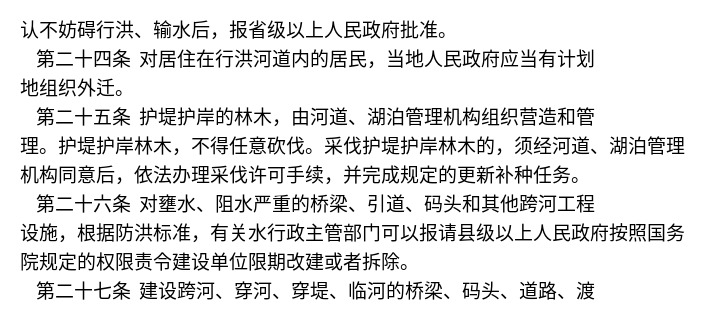 认不妨碍行洪、输水后，报省级以上人民政府批准。
第二十四条 对居住在行洪河道内的居民，当地人民政府应当有计划
地组织外迁。
第二十五条 护堤护岸的林木，由河道、湖泊管理机构组织营造和管
理。护堤护岸林木，不得任意砍伐。采伐护堤护岸林木的，须经河道、湖泊管理
机构同意后，依法办理采伐许可手续，并完成规定的更新补种任务。
第二十六条 对壅水、阻水严重的桥梁、引道、码头和其他跨河工程
设施，根据防洪标准，有关水行政主管部门可以报请县级以上人民政府按照国务
院规定的权限责令建设单位限期改建或者拆除。
第二十七条 建设跨河、穿河、穿堤、临河的桥梁、码头、道路、渡